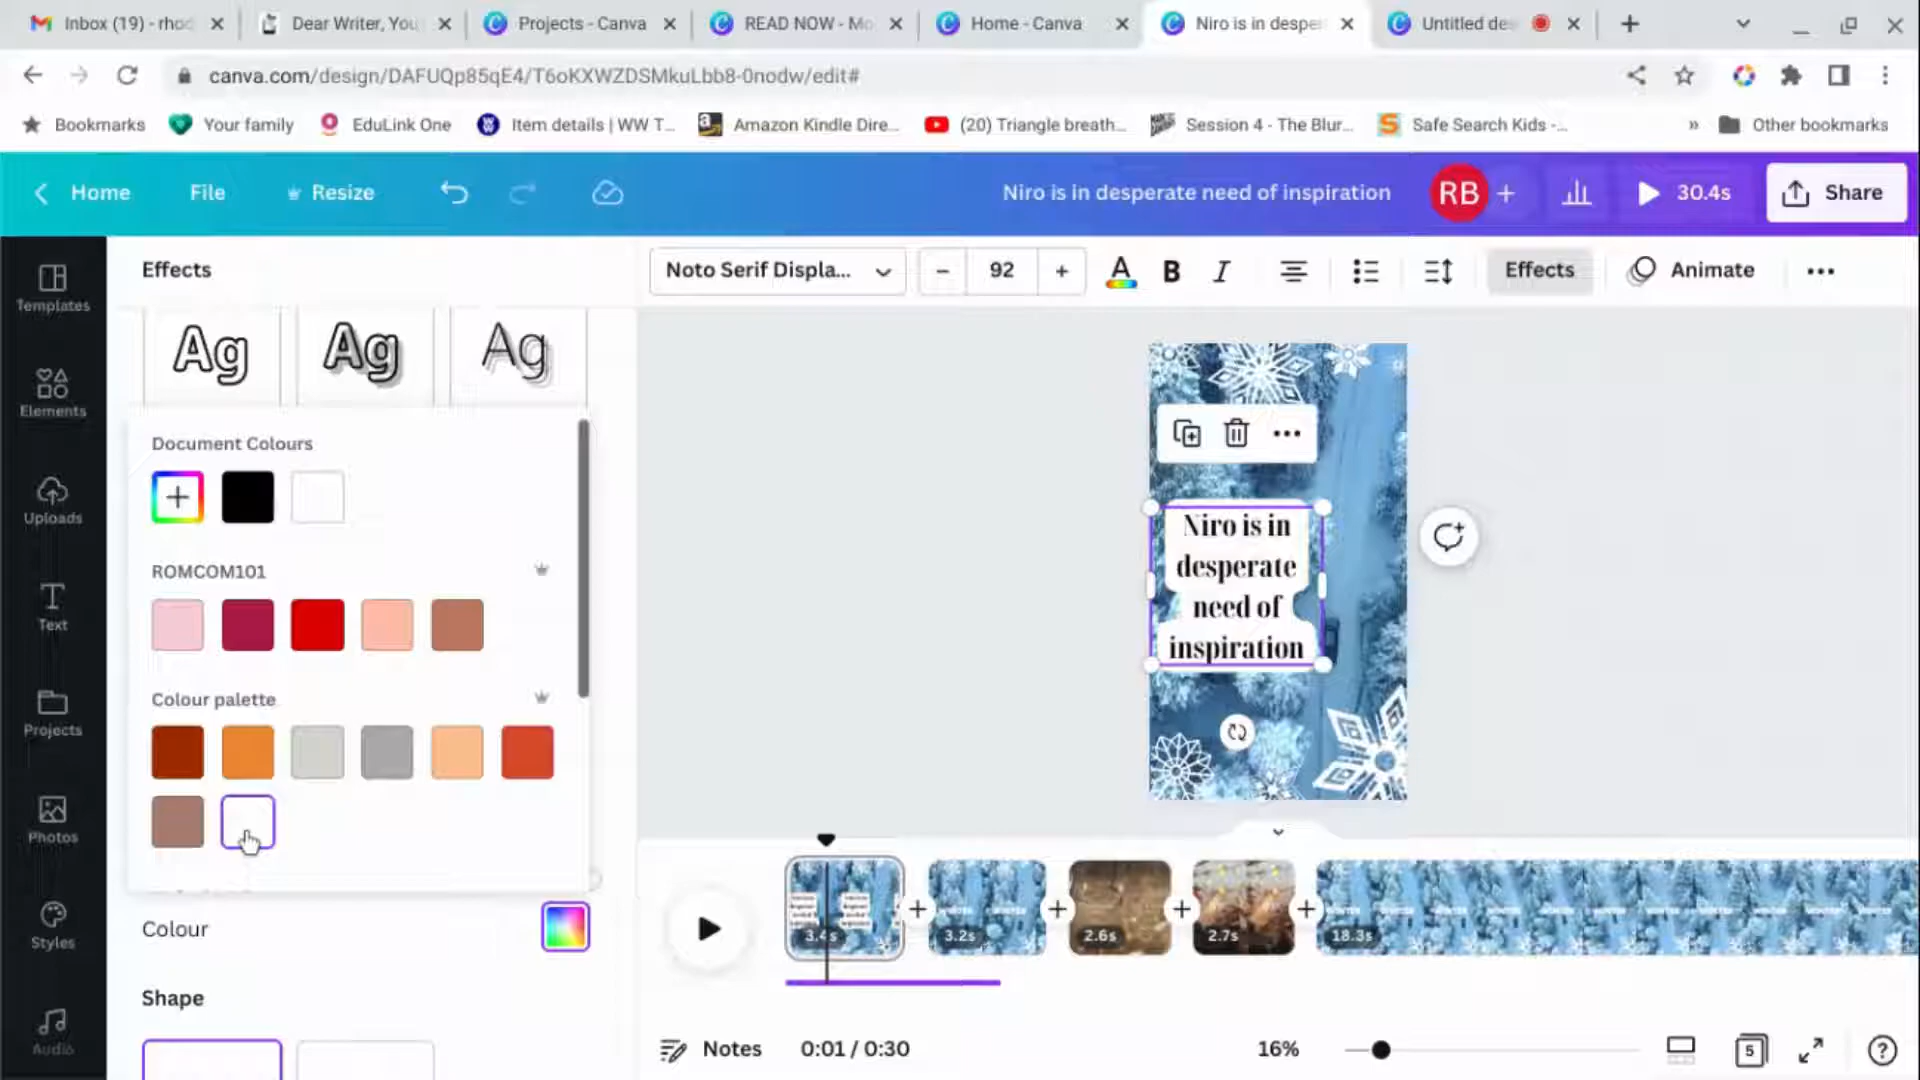 Inbox (19) - rhod
Dear Writer, You
Projects - Canva
READ NOW - Mo
Home - Canva
Niro is in desper
Untitled des
canva.com/design/DAFUQp85qE4/T6oKXWZDSMkuLbb8-0nodw/edit#
Bookmarks
Your family
EduLink One
Item details | WW T...
Amazon Kindle Dire...
(20) Triangle breath...
Session 4 - The Blur...
Safe Search Kids -...
» Other bookmarks
Home
File
Resize
Niro is in desperate need of inspiration
RB
+
30.4s
Share
Templates
Elements
Uploads
Text
Projects
Photos
Styles
Audio
Effects
Ag
Ag
Ag
Document Colours
ROMCOM101
Colour palette
Colour
Shape
Noto Serif Displa...
– 92 +
A
B
I
Effects
Animate
Niro is in
desperate
need of
inspiration
3.4s
3.2s
2.6s
2.7s
18.3s
Notes
0:01 / 0:30
16%
5
?